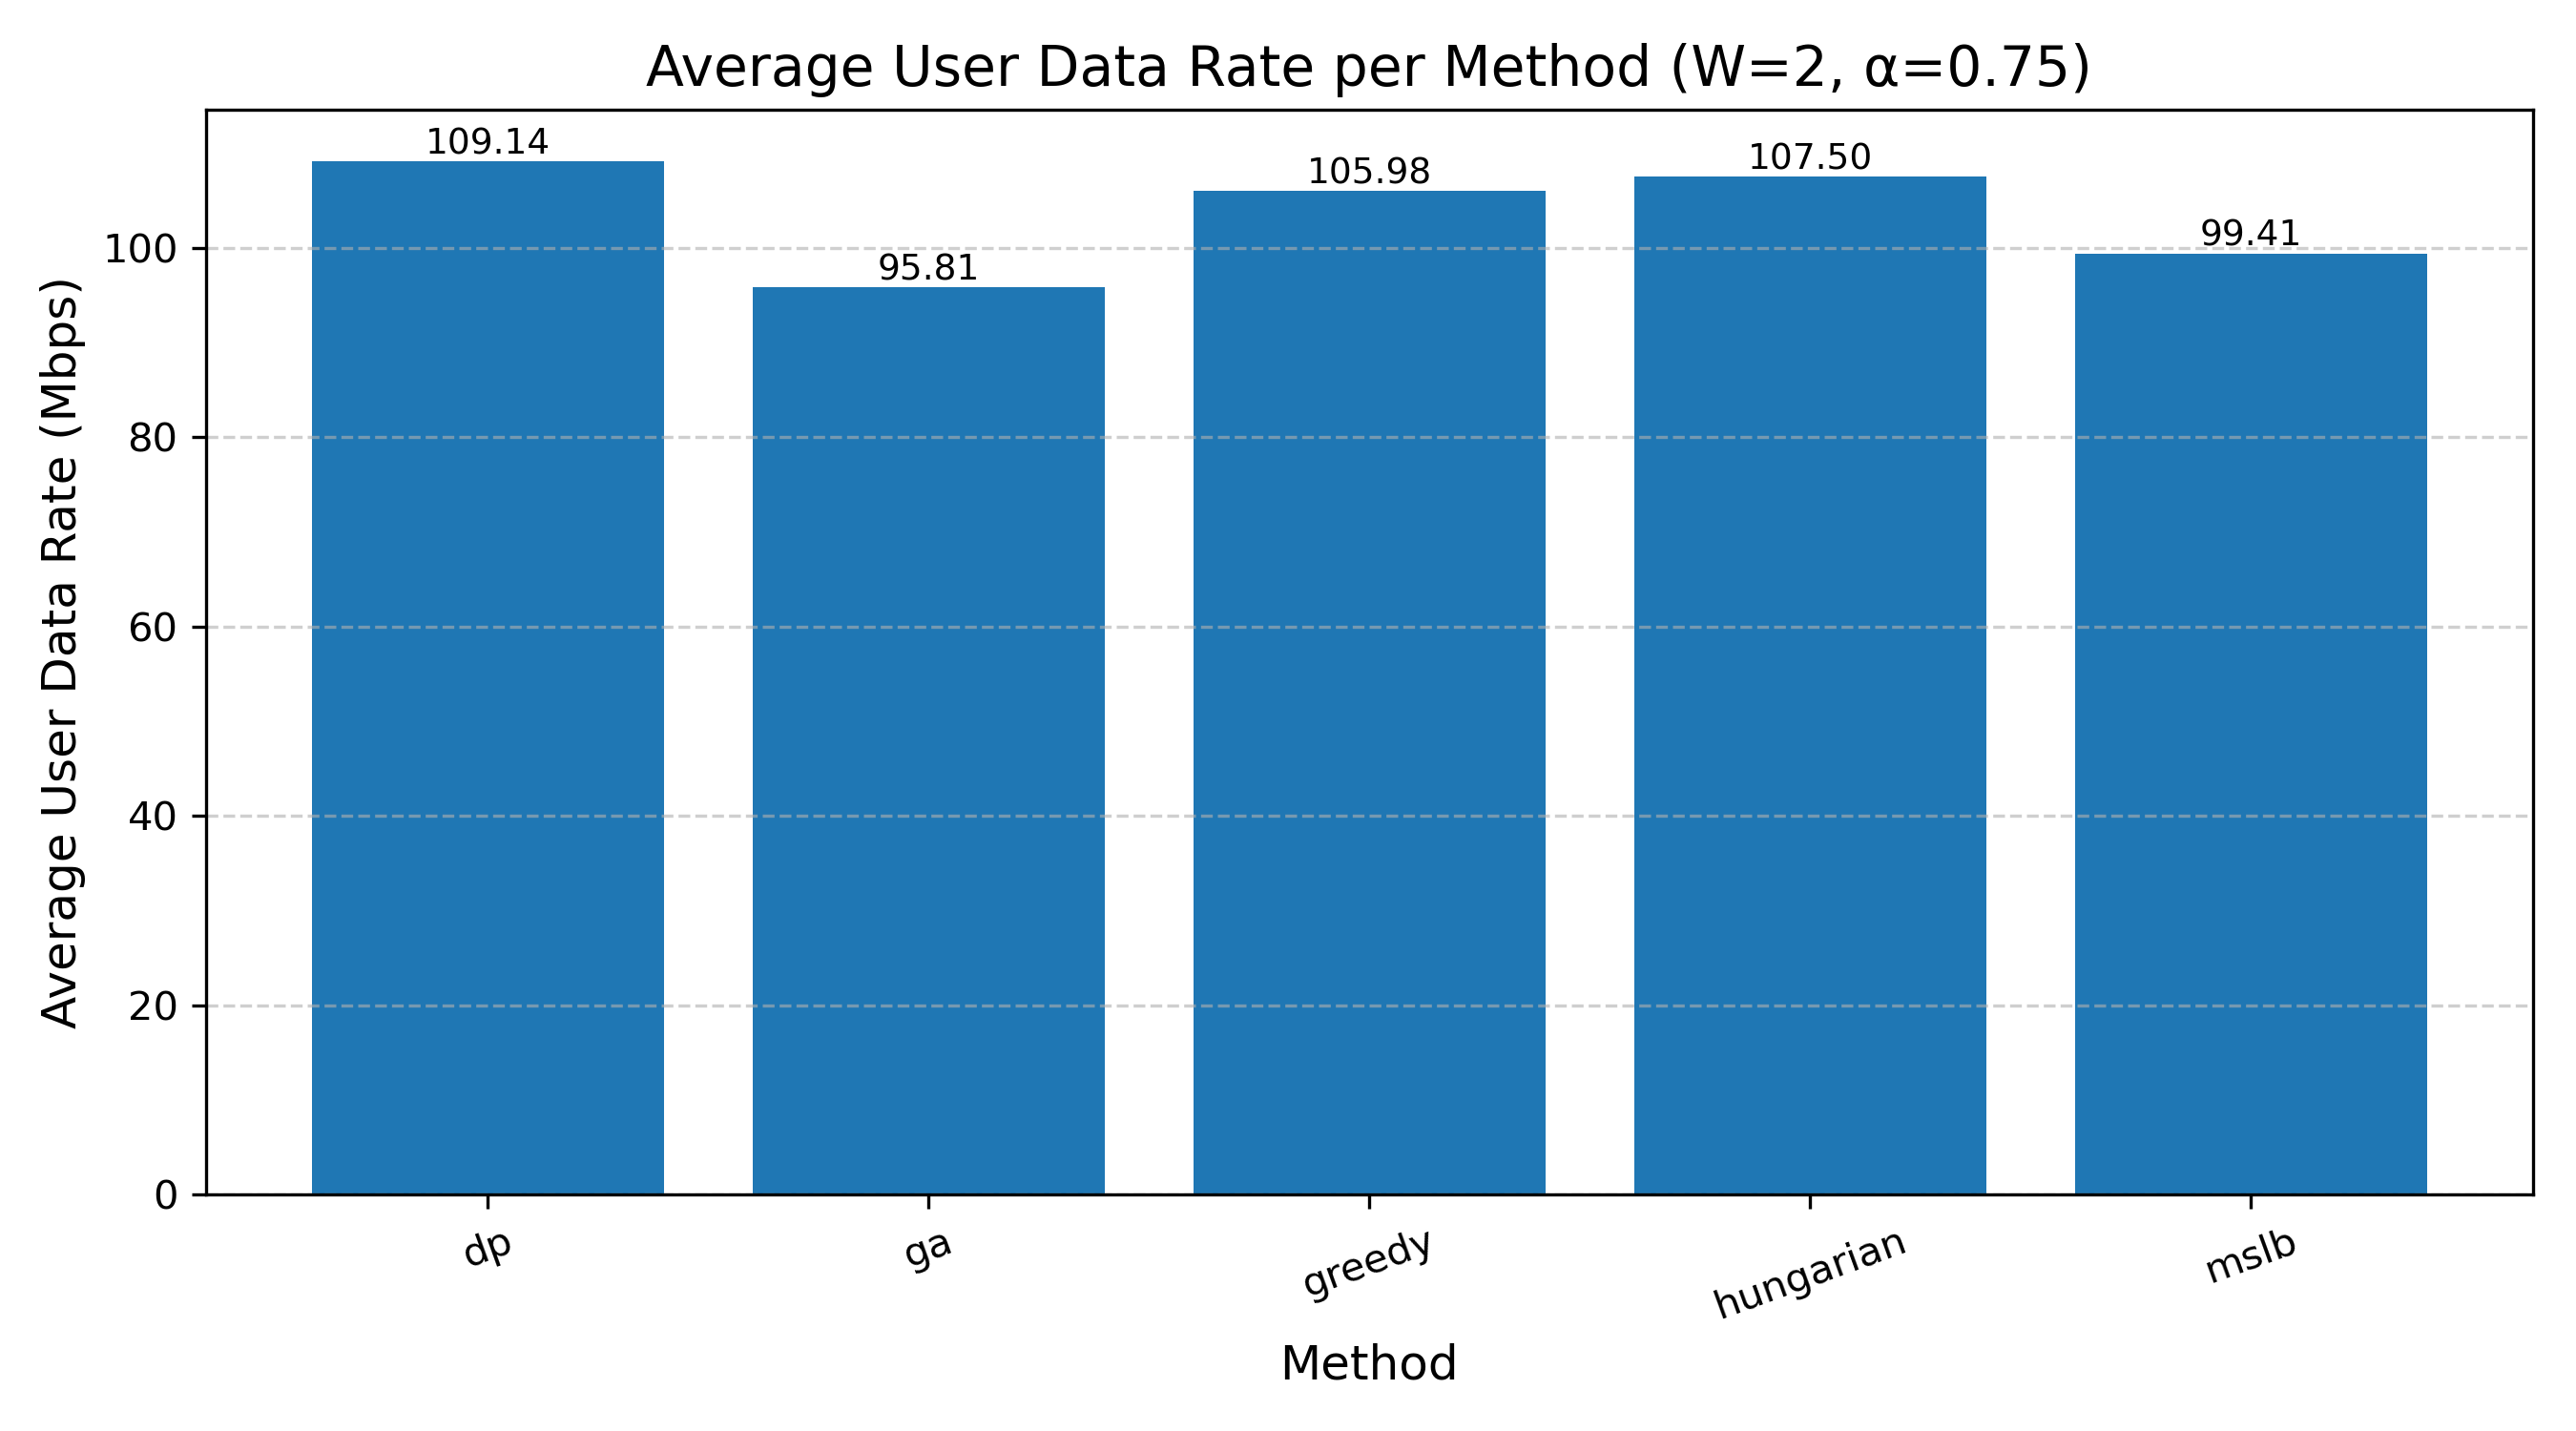 Average User Data Rate per Method (W=2, α=0.75)
Average User Data Rate (Mbps)
100
80
60
40
20
0
109.14
95.81
105.98
107.50
99.41
dp
ga
greedy
hungarian
mslb
Method